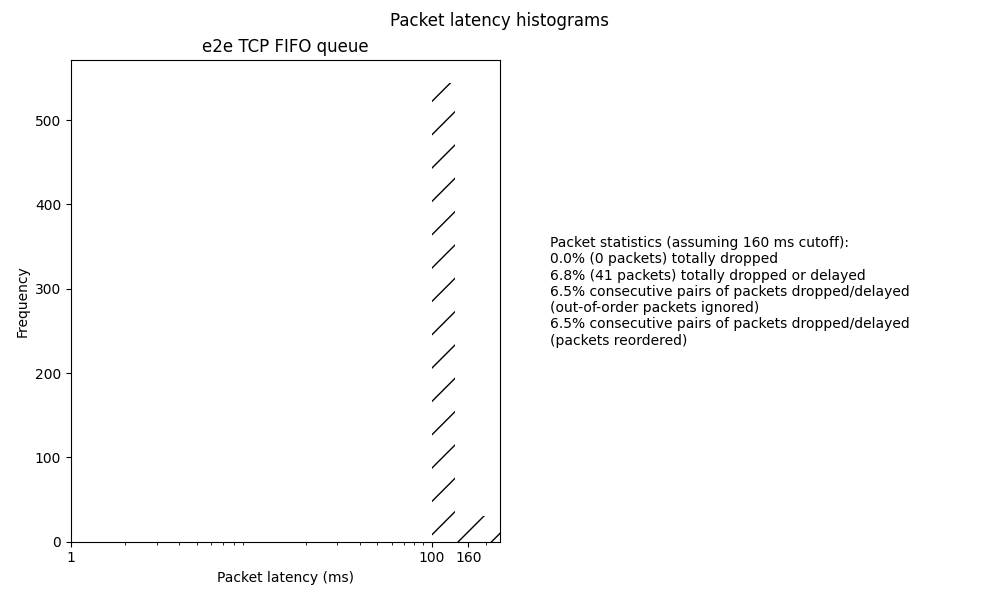 Packet latency histograms
e2e TCP FIFO queue
500
400
300
200
100
0
Frequency
1
100
160
Packet latency (ms)
Packet statistics (assuming 160 ms cutoff):
0.0% (0 packets) totally dropped
6.8% (41 packets) totally dropped or delayed
6.5% consecutive pairs of packets dropped/delayed
(out-of-order packets ignored)
6.5% consecutive pairs of packets dropped/delayed
(packets reordered)